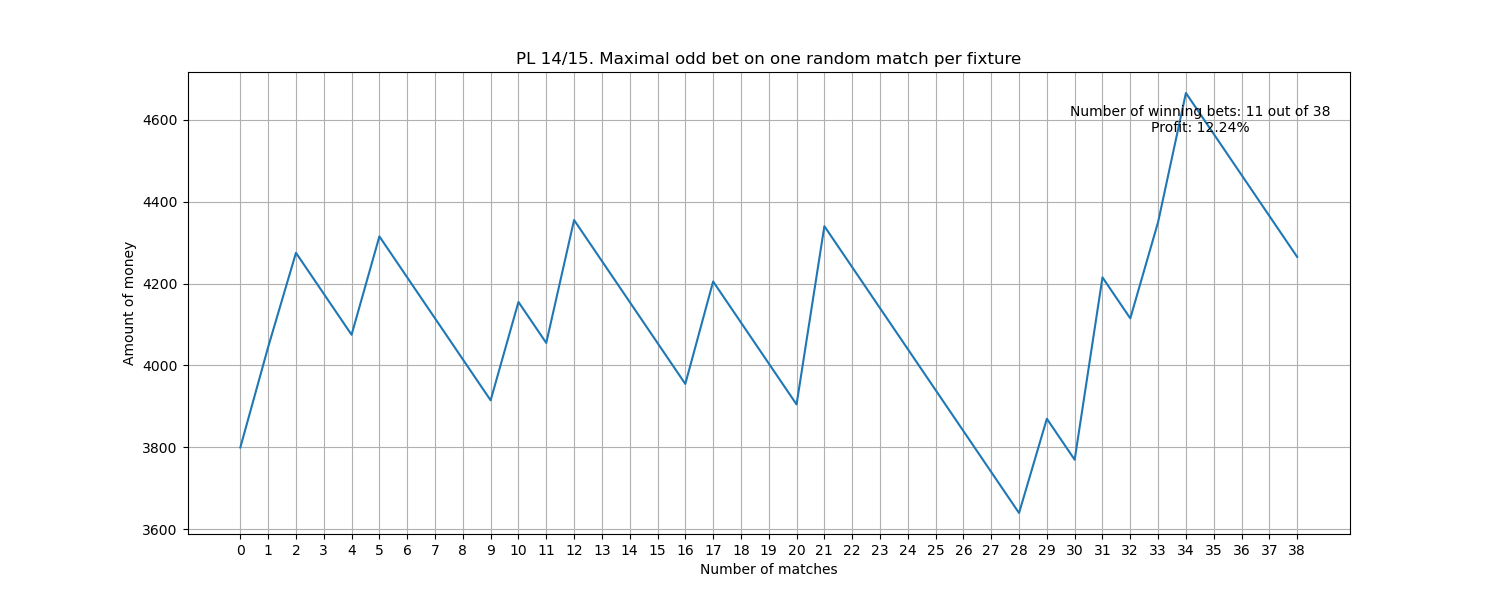 PL 14/15. Maximal odd bet on one random match per fixture
Number of winning bets: 11 out of 38
Profit: 12.24%
Amount of money
4600
4400
4200
4000
3800
3600
0 1 2 3 4 5 6 7 8 9 10 11 12 13 14 15 16 17 18 19 20 21 22 23 24 25 26 27 28 29 30 31 32 33 34 35 36 37 38
Number of matches